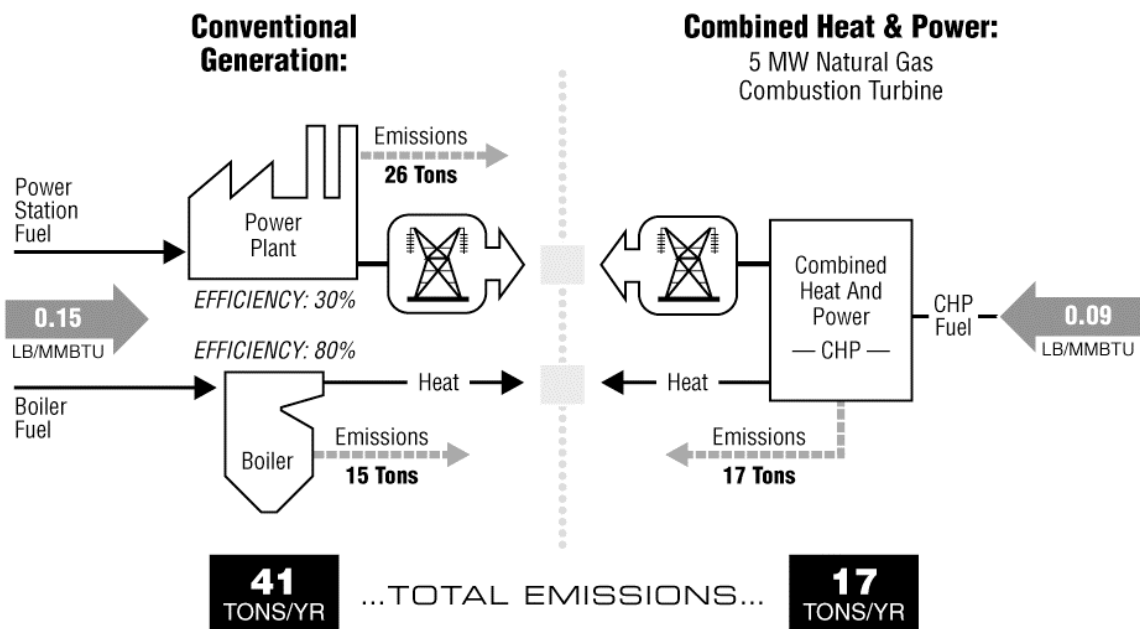 Conventional
Generation:
Combined Heat & Power:
5 MW Natural Gas
Combustion Turbine
Emissions
26 Tons
Power
Station
Fuel
Power
Plant
EFFICIENCY: 30%
0.15
LB/MMBTU
EFFICIENCY: 80%
Boiler
Fuel
Boiler
Heat
Emissions
15 Tons
Combined
Heat And
Power
— CHP —
CHP
Fuel
0.09
LB/MMBTU
Heat
Emissions
17 Tons
41
TONS/YR
...TOTAL EMISSIONS...
17
TONS/YR